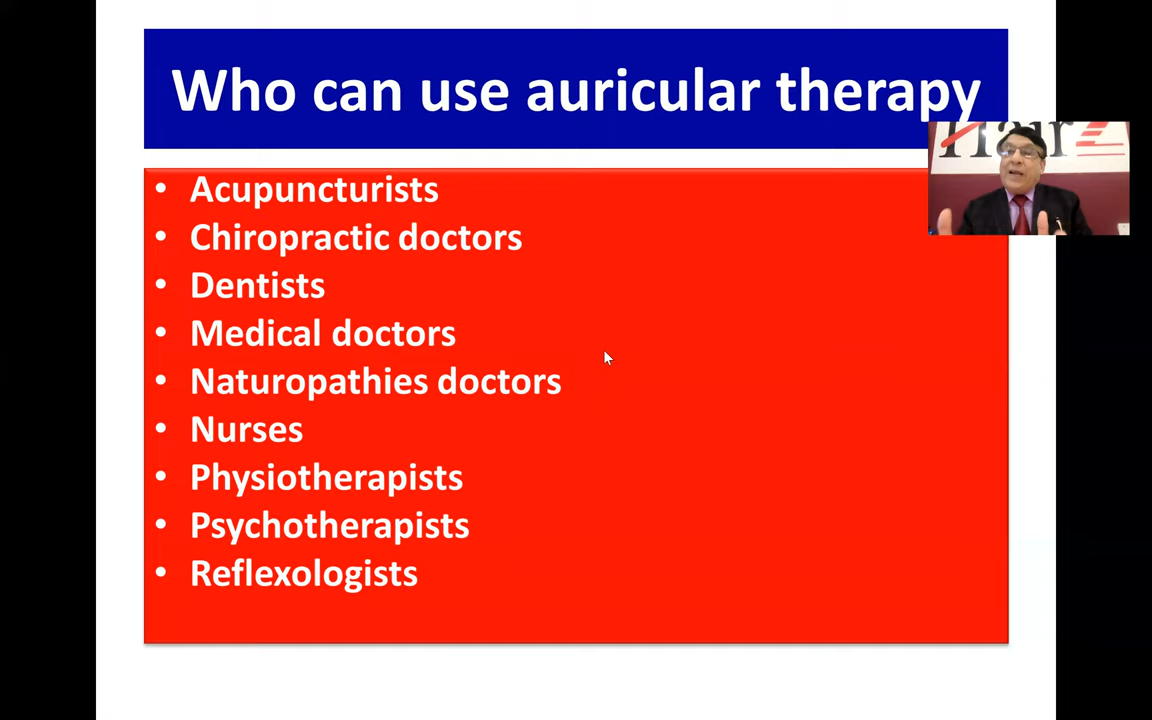 Who can use auricular therapy
• Acupuncturists
• Chiropractic doctors
• Dentists
• Medical doctors
• Naturopathies doctors
• Nurses
• Physiotherapists
• Psychotherapists
• Reflexologists